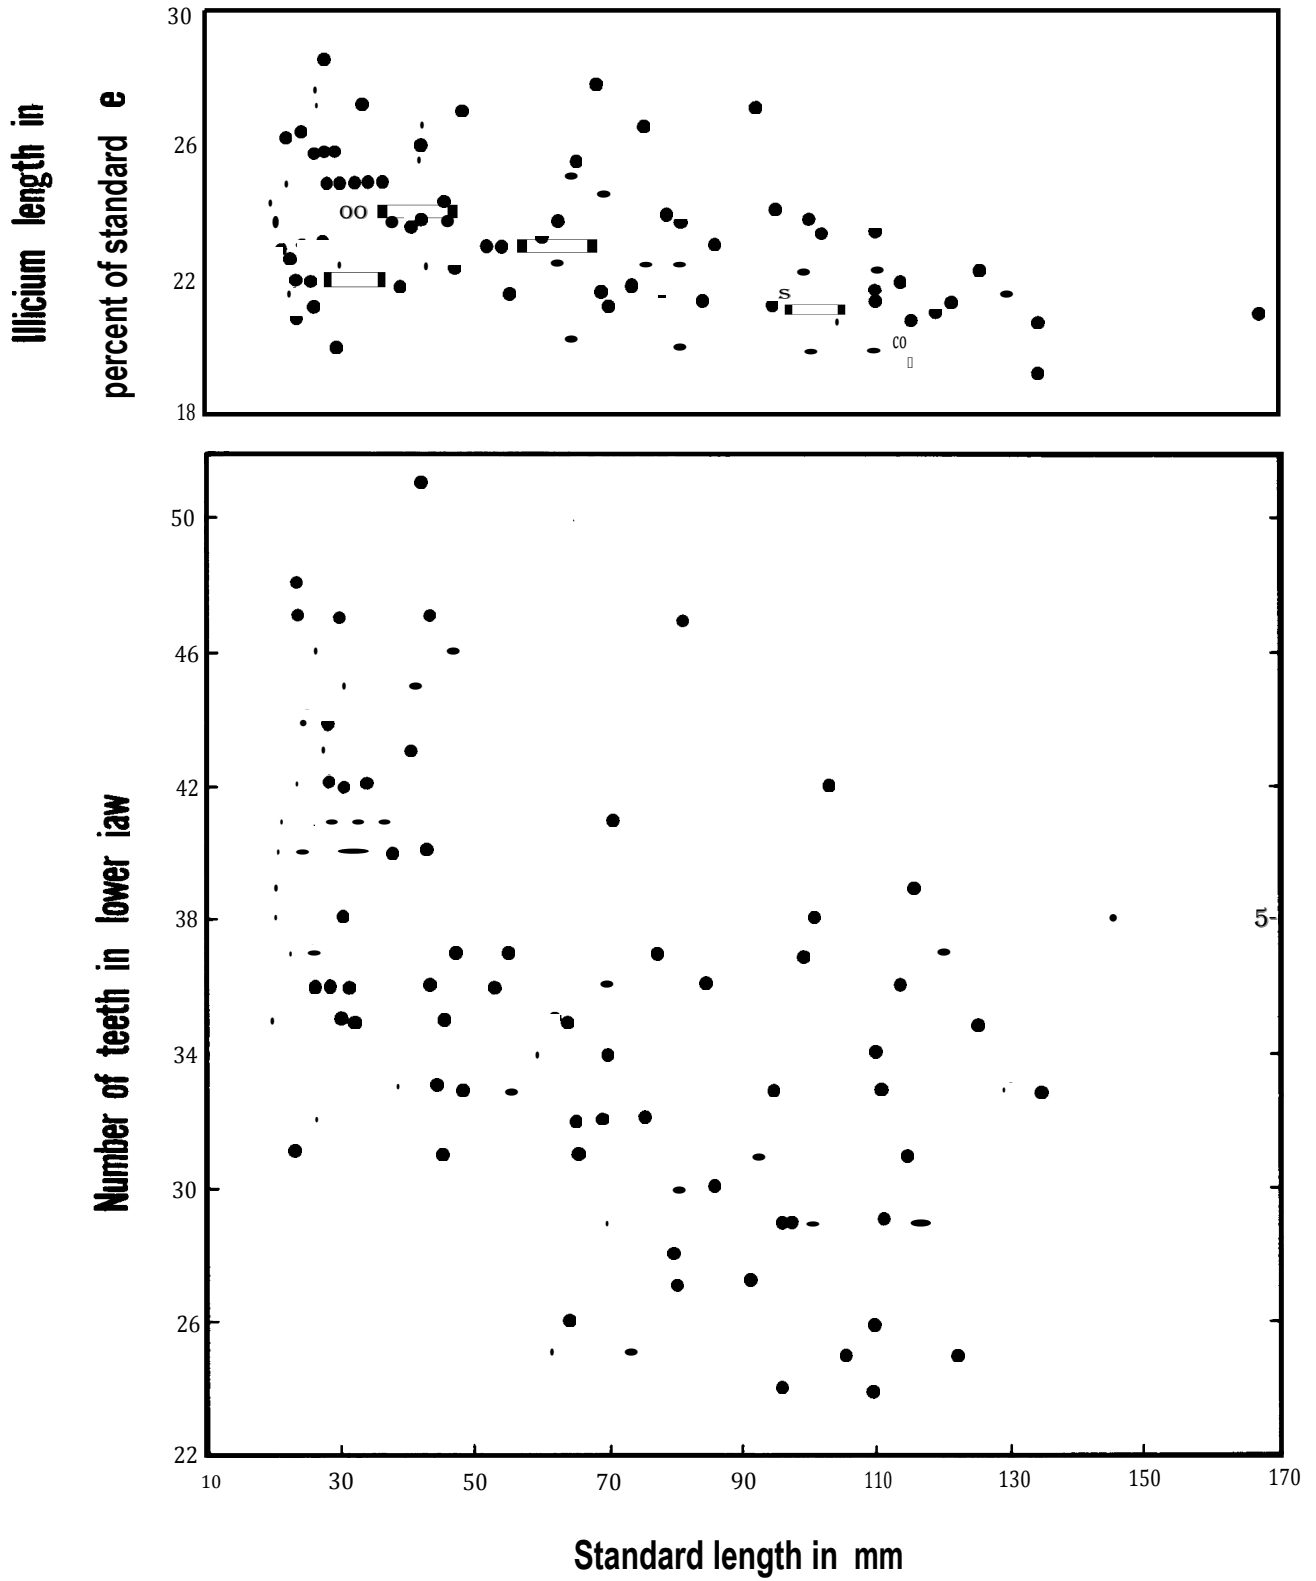 Illicium length in
percent of standard e
30
26
22
18
oo
s
co
Number of teeth in lower iaw
50
46
42
38
34
30
26
22
5-
10 30 50 70 90 110 130 150 170
Standard length in mm